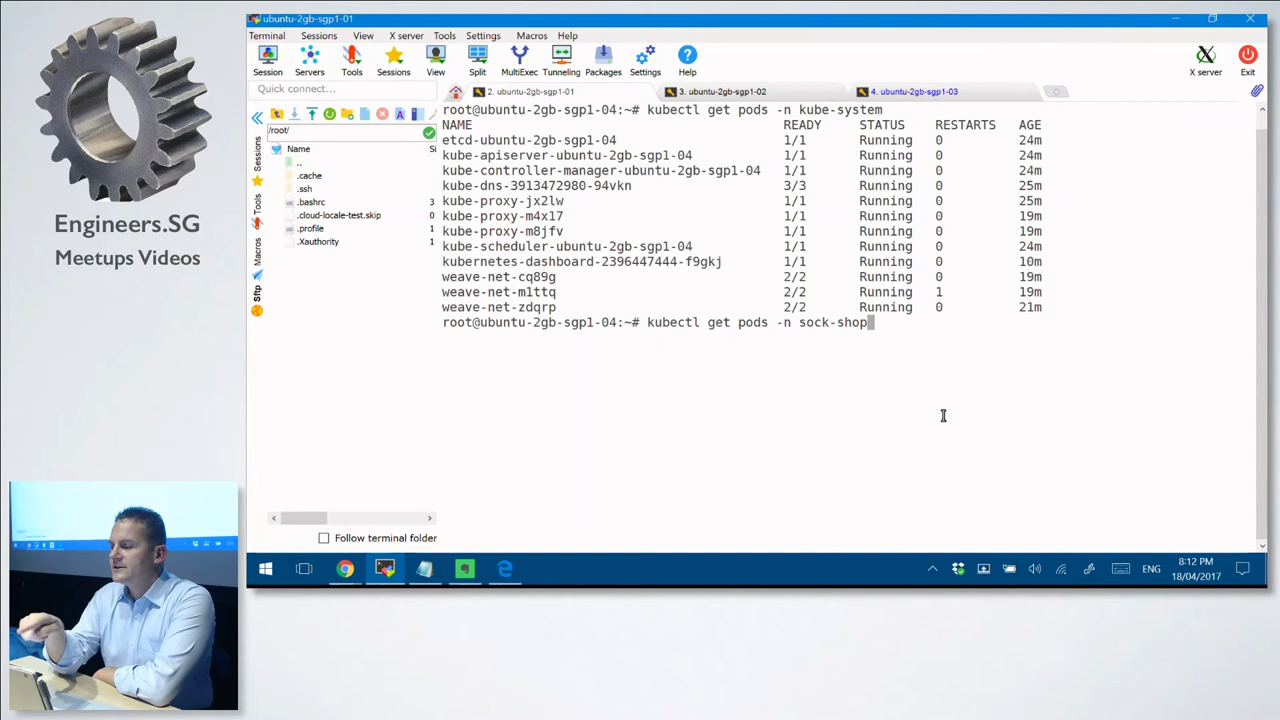 Engineers.SG
Meetups Videos
ubuntu-2gb-sgp1-01
Terminal Sessions View X server Tools Settings Macros Help
Session Servers Tools Sessions View Split MultiExec Tunneling Packages Settings Help X server Exit
Quick connect...
2. ubuntu-2gb-sgp1-01
3. ubuntu-2gb-sgp1-02
4. ubuntu-2gb-sgp1-03
/root/
Name Si
..
.cache
.ssh
.bashrc 3
.cloud-locale-test.skip 0
.profile 1
.Xauthority 1
Sessions
Tools
Macros
Sftp
Follow terminal folder
root@ubuntu-2gb-sgp1-04:~# kubectl get pods -n kube-system
NAME READY STATUS RESTARTS AGE
etcd-ubuntu-2gb-sgp1-04 1/1 Running 0 24m
kube-apiserver-ubuntu-2gb-sgp1-04 1/1 Running 0 24m
kube-controller-manager-ubuntu-2gb-sgp1-04 1/1 Running 0 24m
kube-dns-3913472980-94vkn 3/3 Running 0 25m
kube-proxy-jx2lw 1/1 Running 0 25m
kube-proxy-m4x17 1/1 Running 0 19m
kube-proxy-m8jfv 1/1 Running 0 19m
kube-scheduler-ubuntu-2gb-sgp1-04 1/1 Running 0 24m
kubernetes-dashboard-2396447444-f9gkj 1/1 Running 0 10m
weave-net-cq89g 2/2 Running 0 19m
weave-net-m1ttq 2/2 Running 1 19m
weave-net-zdqrp 2/2 Running 0 21m
root@ubuntu-2gb-sgp1-04:~# kubectl get pods -n sock-shop
ENG
8:12 PM
18/04/2017